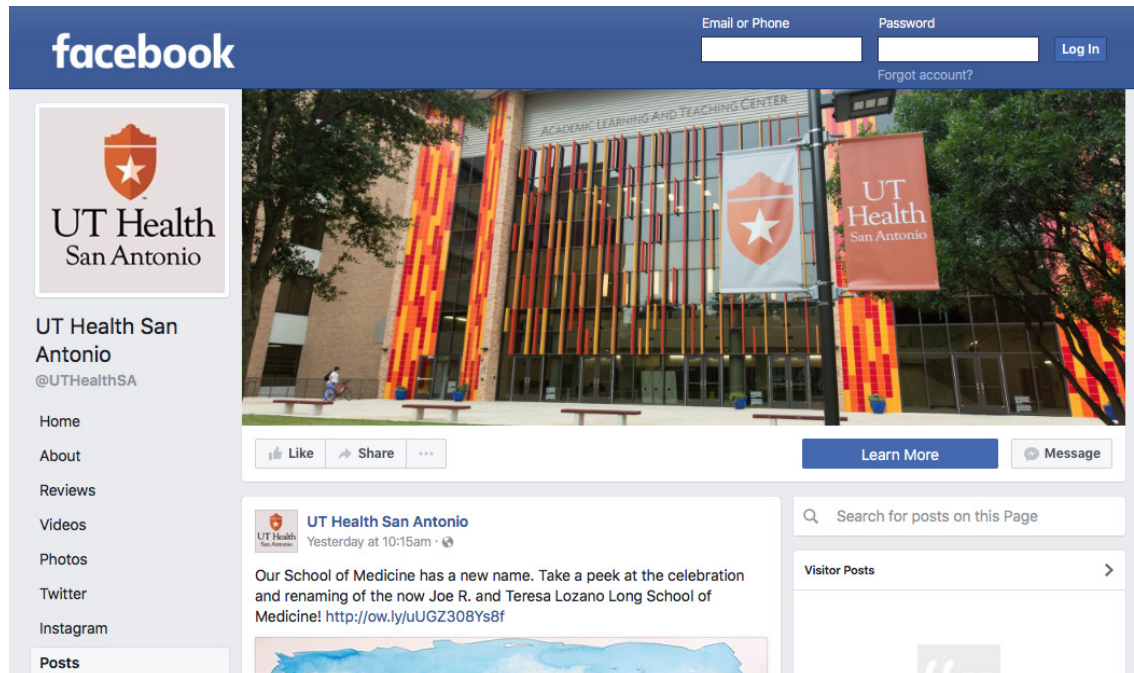 facebook
Email or Phone
Password
Log In
Forgot account?
UT Health
San Antonio
ACADEMIC LEARNING AND TEACHING CENTER
UT
Health
San Antonio
UT Health San
Antonio
@UTHealthSA
Home
About
Reviews
Videos
Photos
Twitter
Instagram
Posts
Like
Share
...
Learn More
Message
UT Health
San Antonio
UT Health San Antonio
Yesterday at 10:15am ·
Our School of Medicine has a new name. Take a peek at the celebration
and renaming of the now Joe R. and Teresa Lozano Long School of
Medicine! http://ow.ly/uUGZ308Ys8f
Search for posts on this Page
Visitor Posts